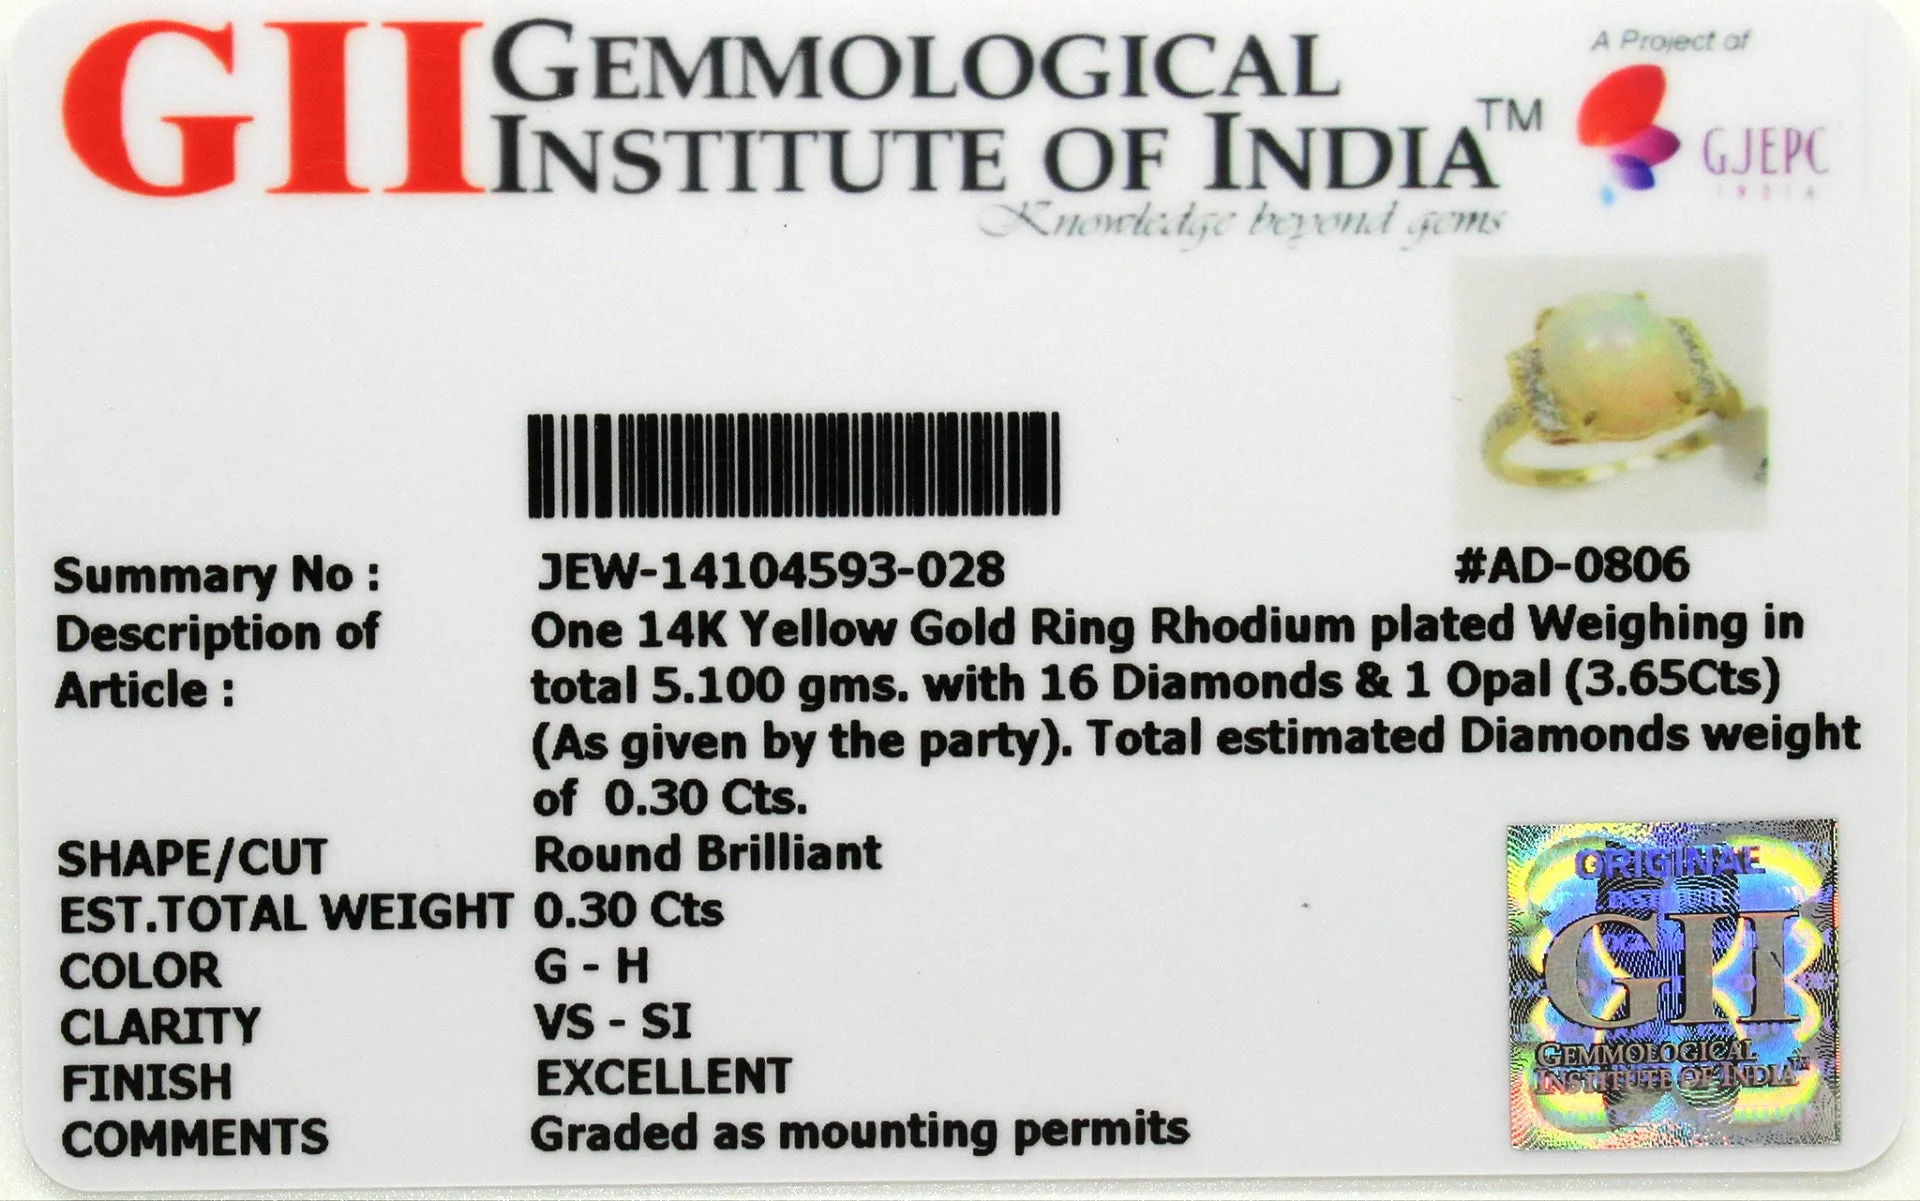 GII GEMMOLOGICAL INSTITUTE OF INDIA™
Knowledge beyond gems
A Project of
GJEPC
INDIA
Summary No : JEW-14104593-028 #AD-0806
Description of Article : One 14K Yellow Gold Ring Rhodium plated Weighing in
total 5.100 gms. with 16 Diamonds & 1 Opal (3.65Cts)
(As given by the party). Total estimated Diamonds weight
of 0.30 Cts.
SHAPE/CUT Round Brilliant
EST.TOTAL WEIGHT 0.30 Cts
COLOR G - H
CLARITY VS - SI
FINISH EXCELLENT
COMMENTS Graded as mounting permits
ORIGINAL
GII
GEMMOLOGICAL
INSTITUTE OF INDIA